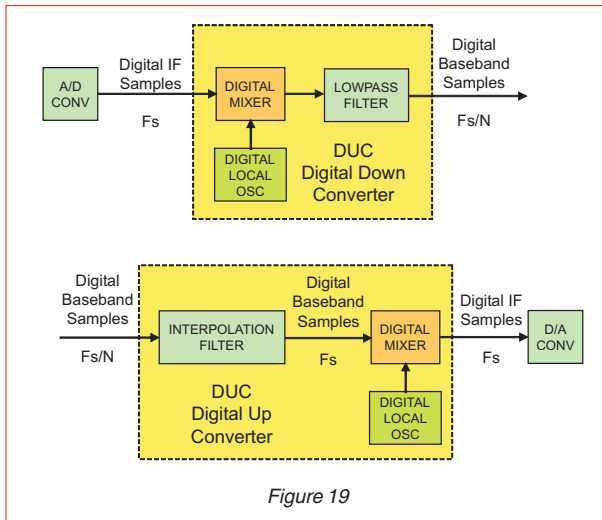 Digital IF
Samples
Fs
A/D
CONV
DIGITAL
MIXER
LOWPASS
FILTER
Digital
Baseband
Samples
Fs/N
DIGITAL
LOCAL
OSC
DUC
Digital Down
Converter
Digital
Baseband
Samples
Fs/N
INTERPOLATION
FILTER
Digital
Baseband
Samples
Fs
DIGITAL
MIXER
Digital IF
Samples
Fs
D/A
CONV
DUC
Digital Up
Converter
DIGITAL
LOCAL
OSC
Figure 19